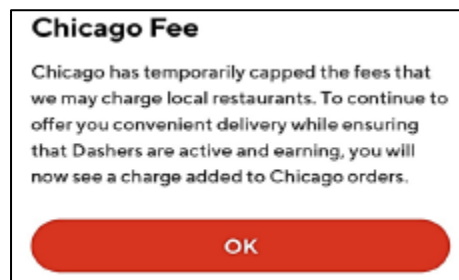 Chicago Fee
Chicago has temporarily capped the fees that
we may charge local restaurants. To continue to
offer you convenient delivery while ensuring
that Dashers are active and earning, you will
now see a charge added to Chicago orders.
OK